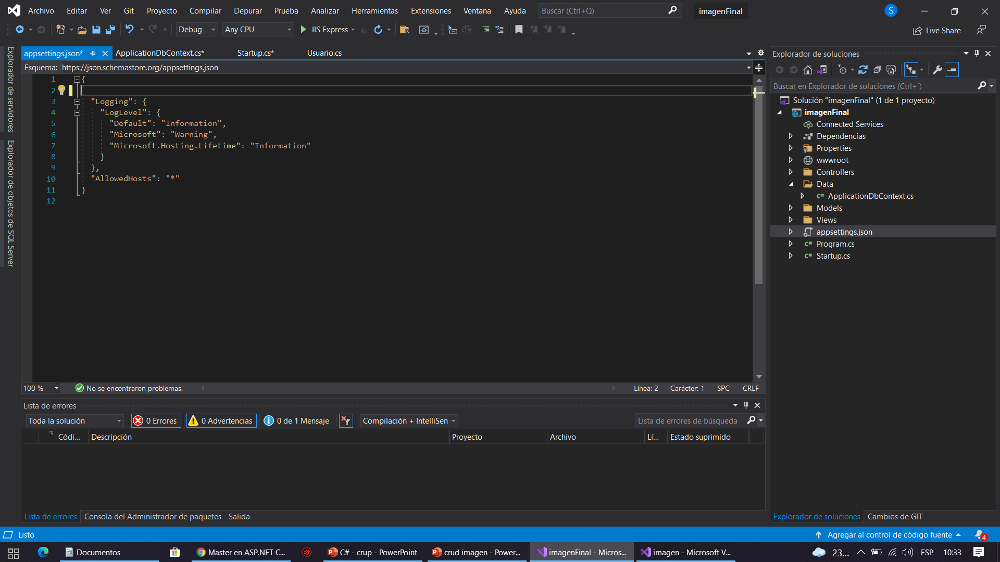 Archivo Editar Ver Git Proyecto Compilar Depurar Prueba Analizar Herramientas Extensiones Ventana Ayuda Buscar (Ctrl+Q) imagenFinal S
Debug Any CPU IIS Express Live Share
Explorador de servidores
Explorador de objetos de SQL Server
appsettings.json* ApplicationDbContext.cs* Startup.cs* Usuario.cs
Esquema: https://json.schemastore.org/appsettings.json
1 {
2
3 "Logging": {
4 "LogLevel": {
5 "Default": "Information",
6 "Microsoft": "Warning",
7 "Microsoft.Hosting.Lifetime": "Information"
8 }
9 },
10 "AllowedHosts": "*"
11 }
12
100 % No se encontraron problemas. Línea: 2 Carácter: 1 SPC CRLF
Lista de errores
Toda la solución 0 Errores 0 Advertencias 0 de 1 Mensaje Compilación + IntelliSen Lista de errores de búsqueda
Códi... Descripción Proyecto Archivo Lí... Estado suprimido
Lista de errores Consola del Administrador de paquetes Salida
Explorador de soluciones
Buscar en Explorador de soluciones (Ctrl+´)
Solución "imagenFinal" (1 de 1 proyecto)
imagenFinal
Connected Services
Dependencias
Properties
wwwroot
Controllers
Data
C# ApplicationDbContext.cs
Models
Views
appsettings.json
C# Program.cs
C# Startup.cs
Explorador de soluciones Cambios de GIT
Listo Agregar al control de código fuente 4
Documentos Master en ASP.NET C... C# - crup - PowerPoint crud imagen - Power... imagenFinal - Micros... imagen - Microsoft V... 23... ESP 10:33